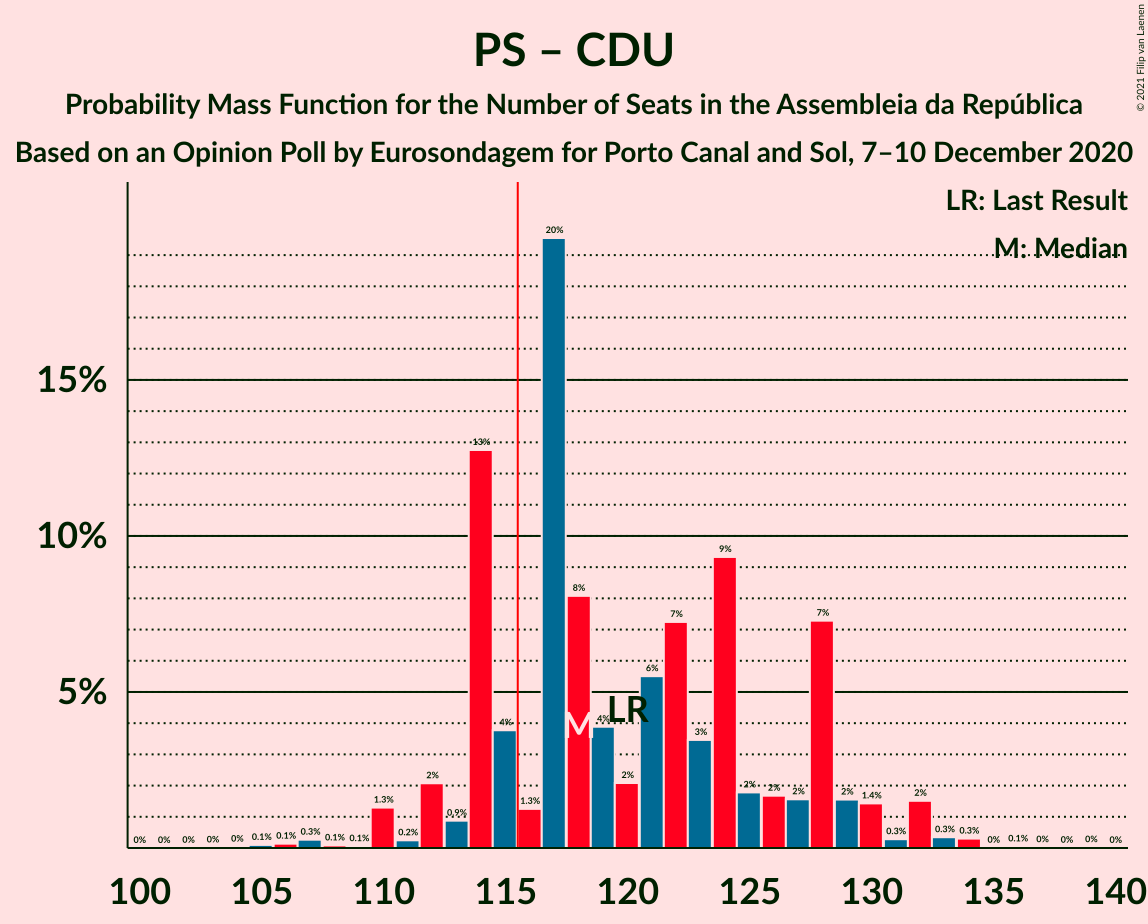 PS – CDU
Probability Mass Function for the Number of Seats in the Assembleia da República
Based on an Opinion Poll by Eurosondagem for Porto Canal and Sol, 7–10 December 2020
© 2021 Filip van Laenen
LR: Last Result
M: Median
15%
10%
5%
0% 0% 0% 0% 0% 0.1% 0.1% 0.3% 0.1% 0.1% 1.3% 0.2% 2% 0.9% 13% 4% 1.3% 20% 8% 4% 2% 6% 7% 9% 3% 2% 2% 2% 7% 2% 1.4% 0.3% 2% 0.3% 0.3% 0% 0.1% 0% 0% 0% 0%
M
LR
100 105 110 115 120 125 130 135 140